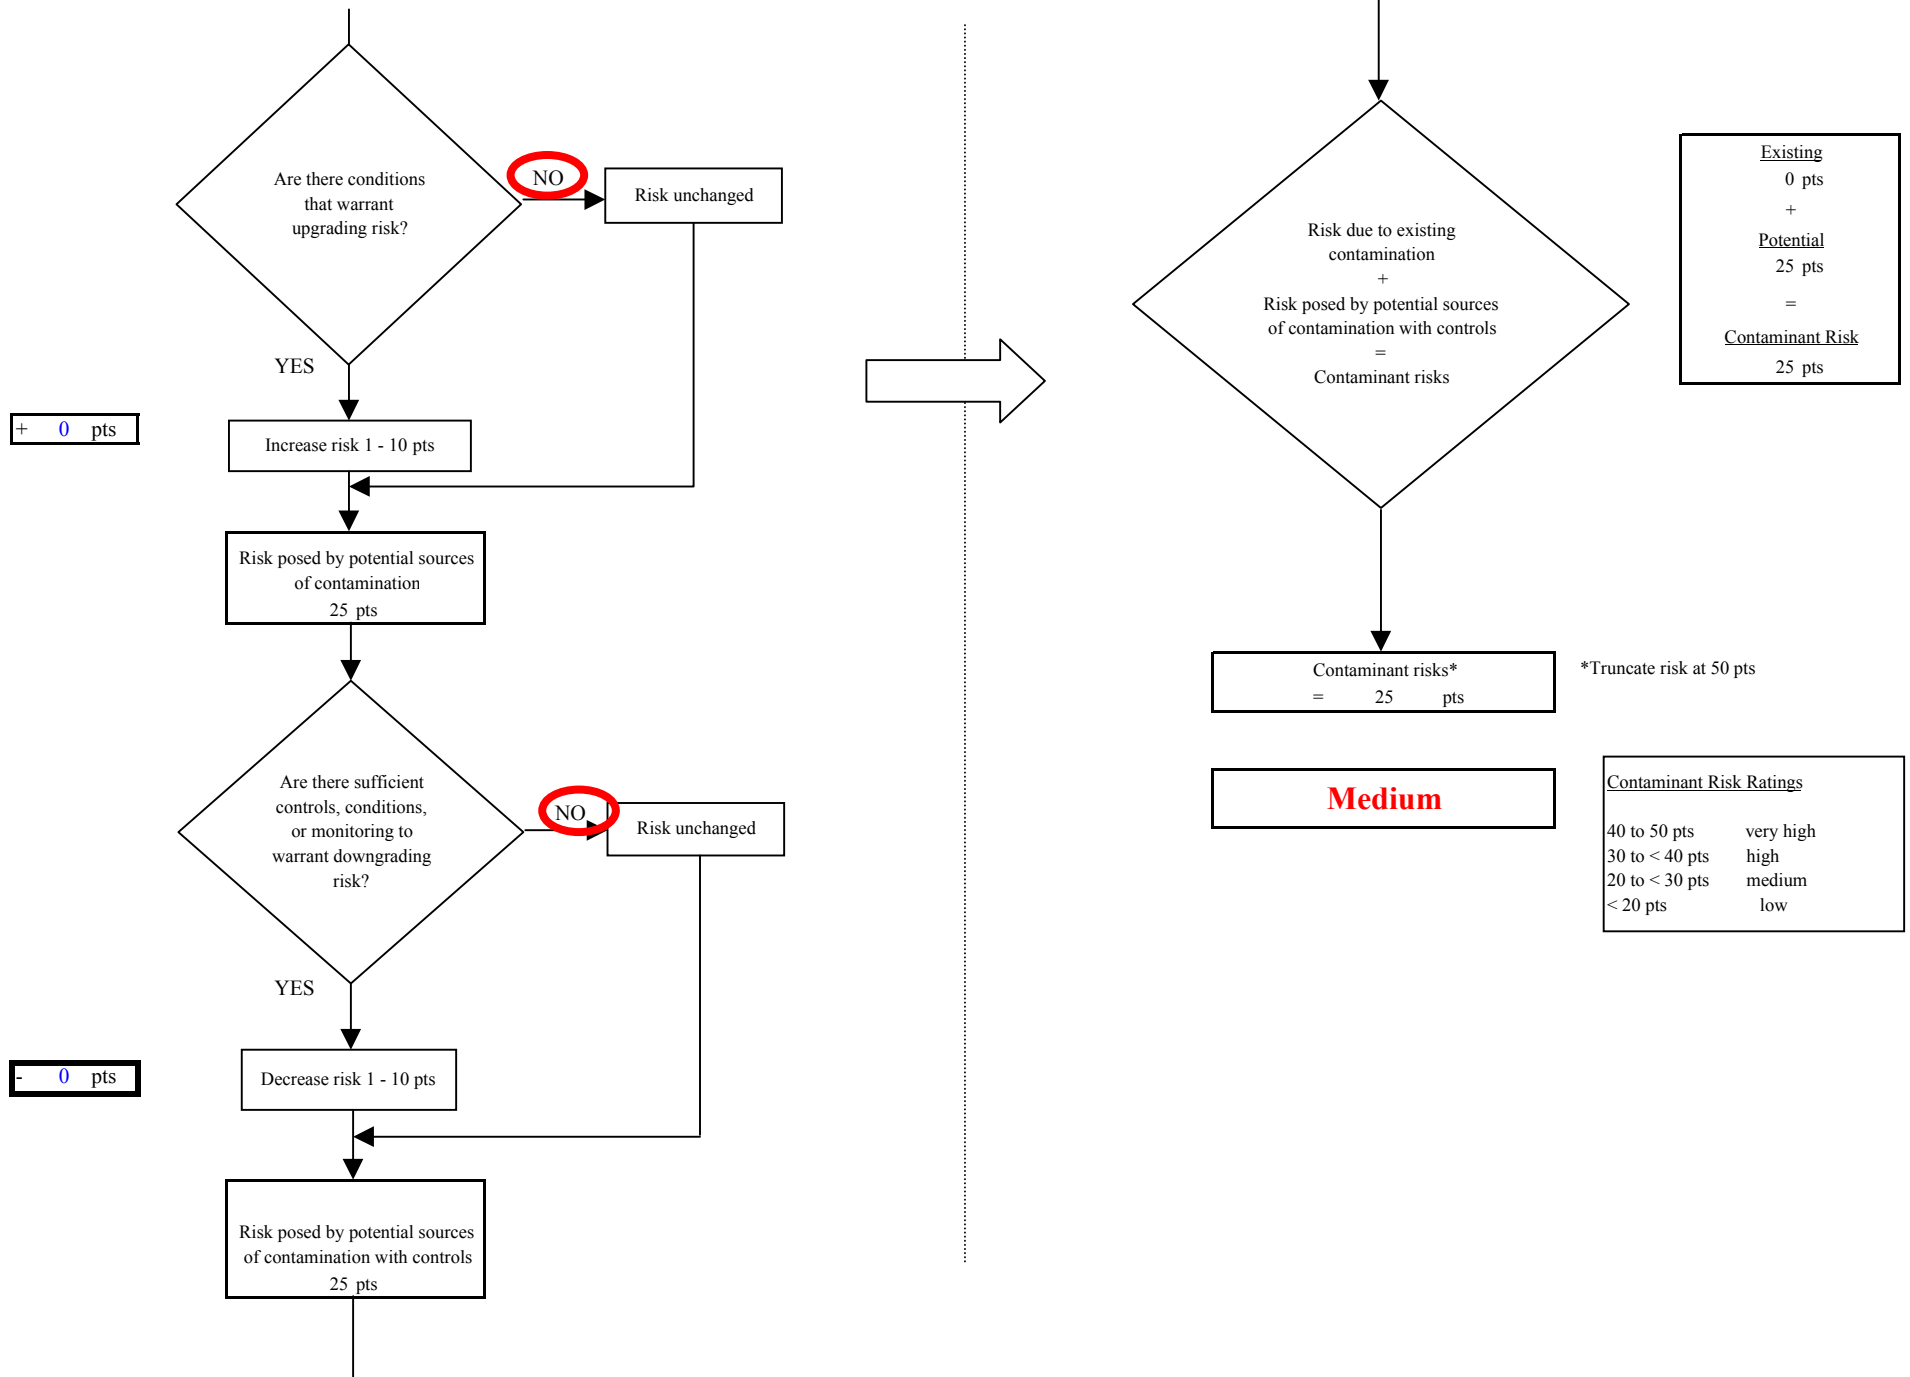 Are there conditions
that warrant
upgrading risk?
NO
Risk unchanged
YES
+ 0 pts
Increase risk 1 - 10 pts
Risk posed by potential sources
of contamination
25 pts
Are there sufficient
controls, conditions,
or monitoring to
warrant downgrading
risk?
NO
Risk unchanged
YES
- 0 pts
Decrease risk 1 - 10 pts
Risk posed by potential sources
of contamination with controls
25 pts
Risk due to existing
contamination
+
Risk posed by potential sources
of contamination with controls
=
Contaminant risks
Existing
0 pts
+
Potential
25 pts
=
Contaminant Risk
25 pts
Contaminant risks*
= 25 pts
*Truncate risk at 50 pts
Medium
Contaminant Risk Ratings
40 to 50 pts very high
30 to < 40 pts high
20 to < 30 pts medium
< 20 pts low